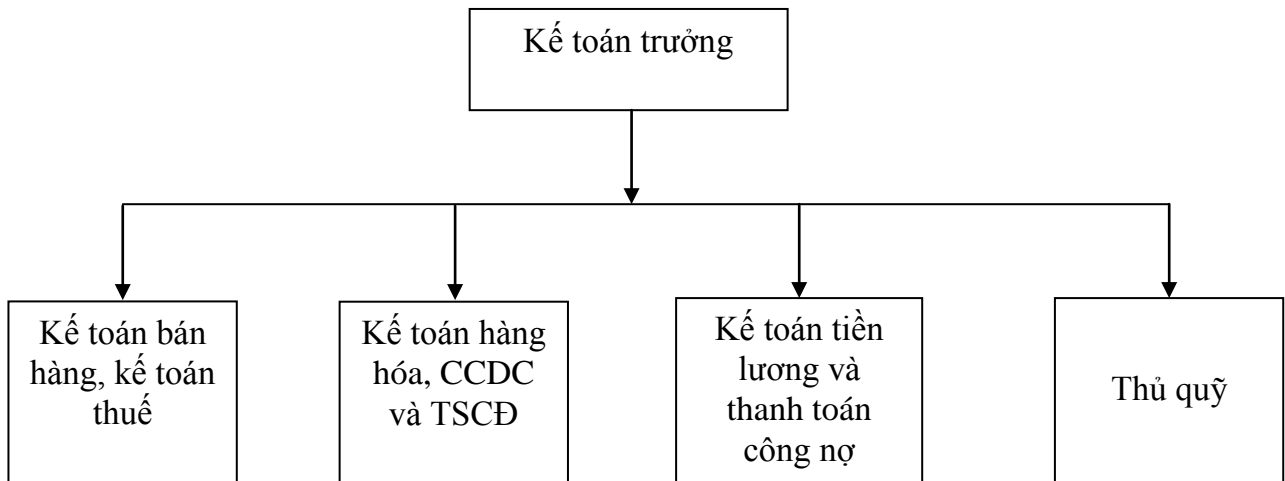 Kế toán trưởng
Kế toán bán
hàng, kế toán
thuế
Kế toán hàng
hóa, CCDC
và TSCĐ
Kế toán tiền
lương và
thanh toán
công nợ
Thủ quỹ